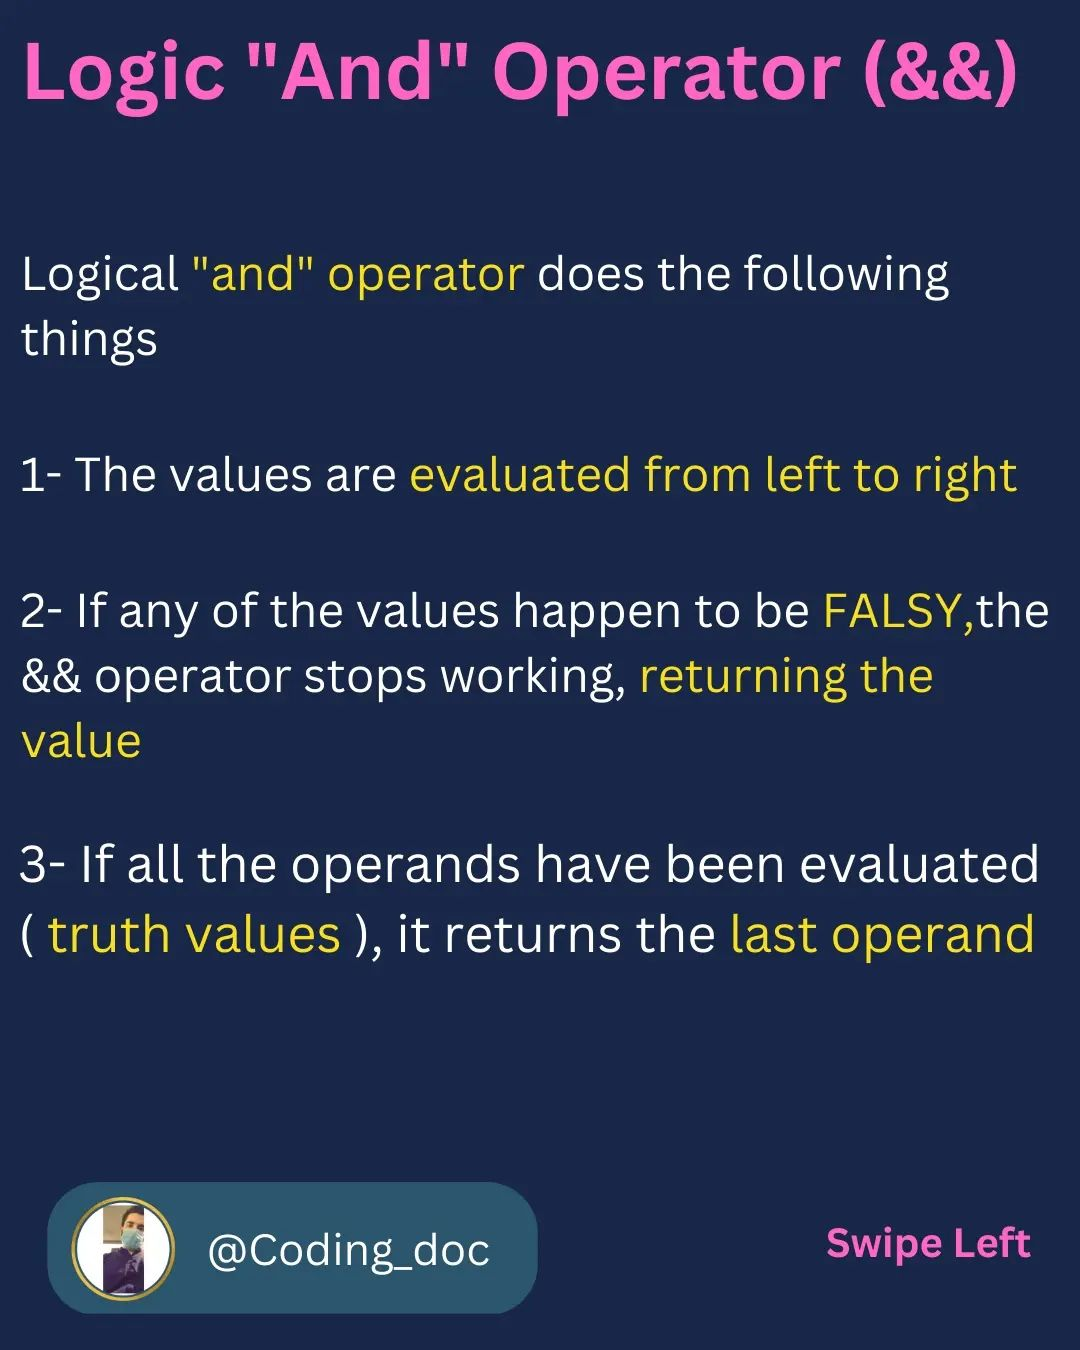 Logic "And" Operator (&&)
Logical "and" operator does the following
things
1- The values are evaluated from left to right
2- If any of the values happen to be FALSY,the
&& operator stops working, returning the
value
3- If all the operands have been evaluated
( truth values ), it returns the last operand
@Coding_doc
Swipe Left